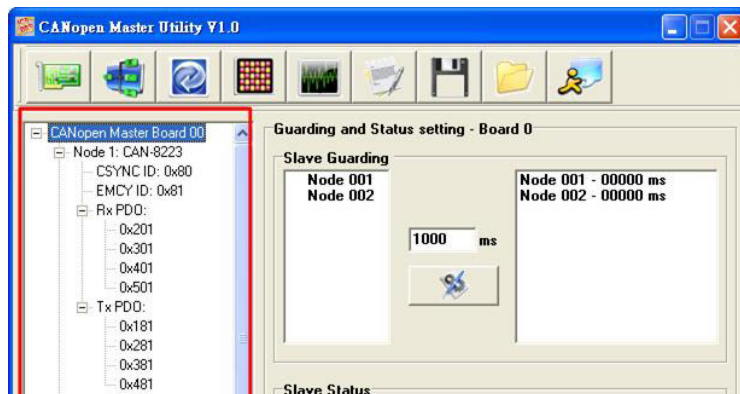 CANopen Master Utility V1.0
CANopen Master Board 00
Node 1: CAN-8223
CSYNC ID: 0x80
EMCY ID: 0x81
Rx PDO:
0x201
0x301
0x401
0x501
Tx PDO:
0x181
0x281
0x381
0x481
Guarding and Status setting - Board 0
Slave Guarding
Node 001
Node 002
1000 ms
Node 001 - 00000 ms
Node 002 - 00000 ms
Slave Status